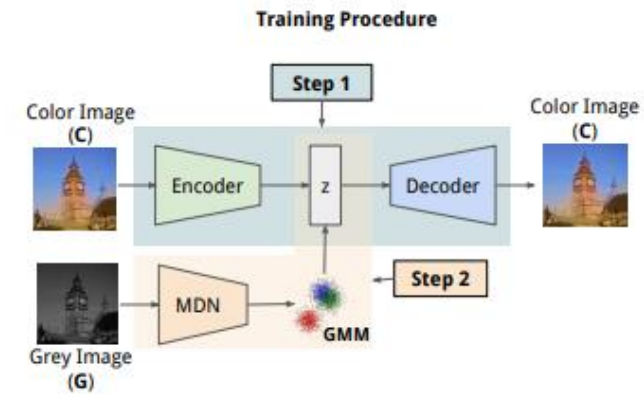 Training Procedure
Step 1
Color Image
(C)
Color Image
(C)
Encoder
z
Decoder
Step 2
MDN
GMM
Grey Image
(G)